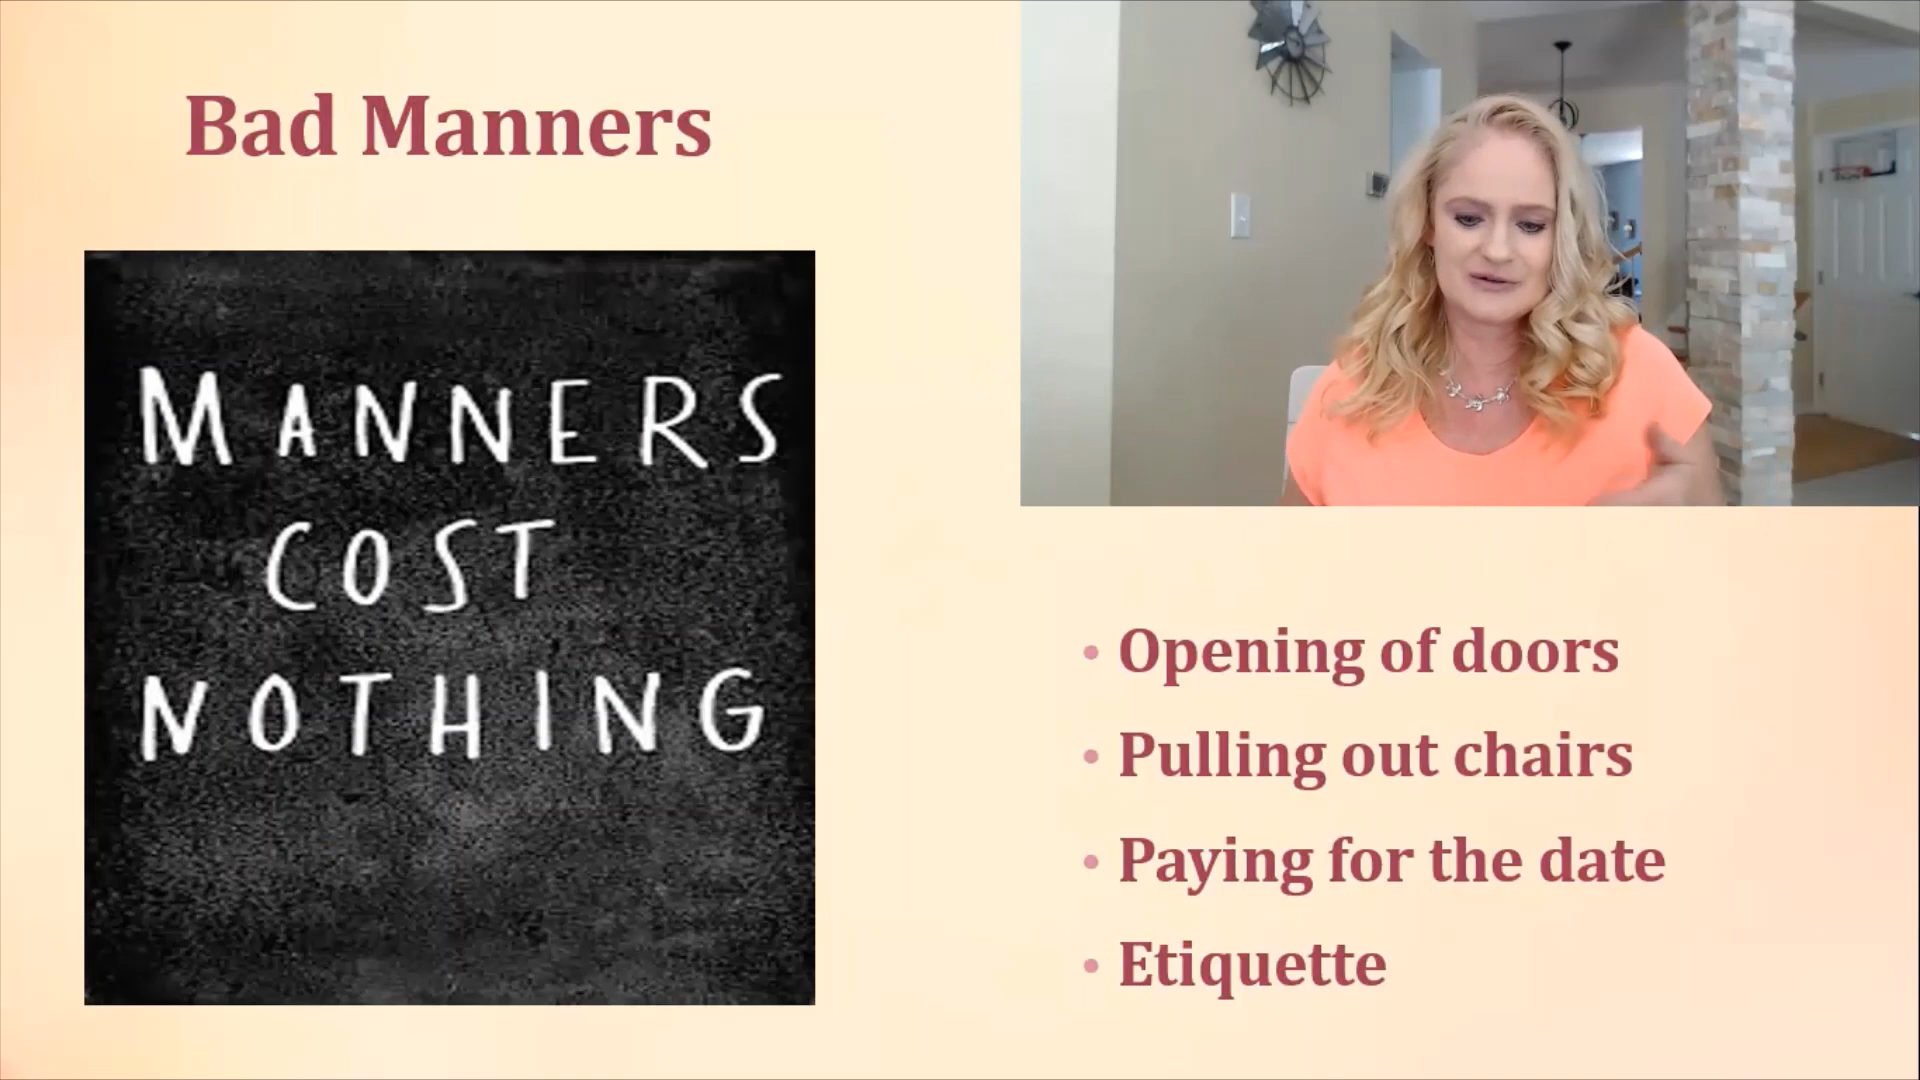 Bad Manners
MANNERS
COST
NOTHING
• Opening of doors
• Pulling out chairs
• Paying for the date
• Etiquette